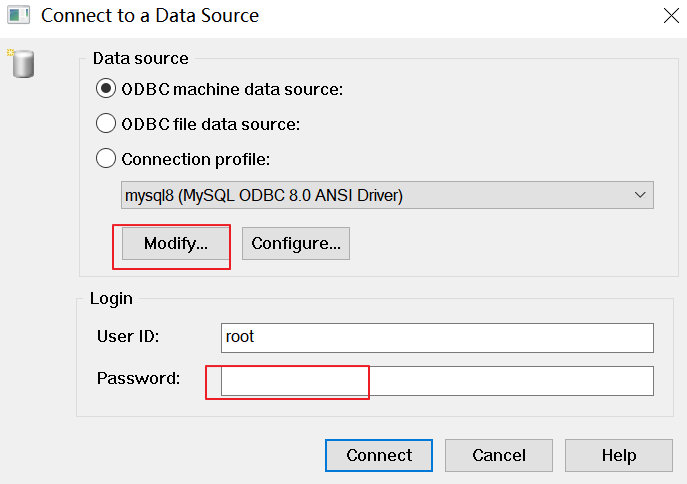 Connect to a Data Source
Data source
ODBC machine data source:
ODBC file data source:
Connection profile:
mysql8 (MySQL ODBC 8.0 ANSI Driver)
Modify... Configure...
Login
User ID: root
Password:
Connect Cancel Help